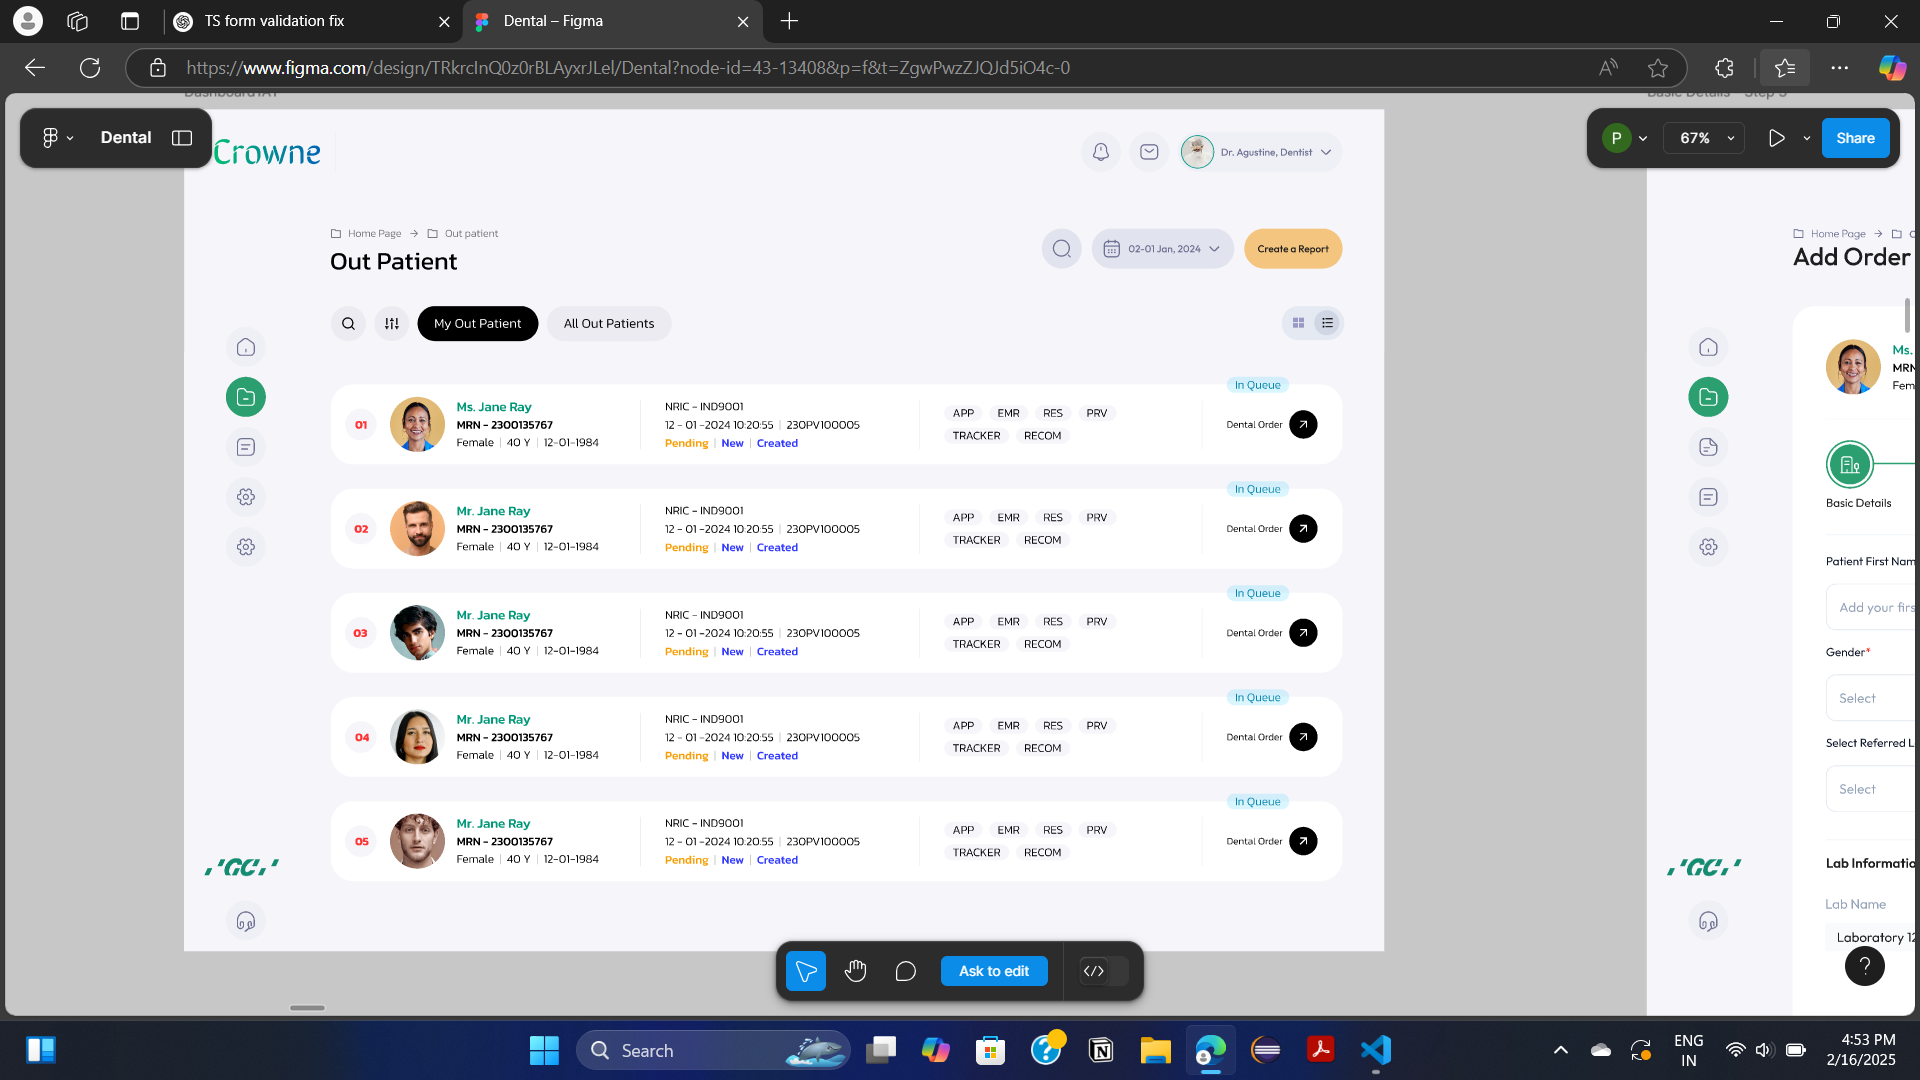 TS form validation fix
Dental – Figma
https://www.figma.com/design/TRkrcInQ0z0rBLAyxrJLel/Dental?node-id=43-13408&p=f&t=ZgwPwzZJQJd5iO4c-0
Dental
P
67%
Share
Crowne
Dr. Agustine, Dentist
Home Page
Out patient
Out Patient
02-01 Jan, 2024
Create a Report
My Out Patient
All Out Patients
In Queue
01
Ms. Jane Ray
MRN - 2300135767
Female | 40 Y | 12-01-1984
NRIC - IND9001
12 - 01 -2024 10:20:55 | 230PV100005
Pending | New | Created
APP EMR RES PRV
TRACKER RECOM
Dental Order
In Queue
02
Mr. Jane Ray
MRN - 2300135767
Female | 40 Y | 12-01-1984
NRIC - IND9001
12 - 01 -2024 10:20:55 | 230PV100005
Pending | New | Created
APP EMR RES PRV
TRACKER RECOM
Dental Order
In Queue
03
Mr. Jane Ray
MRN - 2300135767
Female | 40 Y | 12-01-1984
NRIC - IND9001
12 - 01 -2024 10:20:55 | 230PV100005
Pending | New | Created
APP EMR RES PRV
TRACKER RECOM
Dental Order
In Queue
04
Mr. Jane Ray
MRN - 2300135767
Female | 40 Y | 12-01-1984
NRIC - IND9001
12 - 01 -2024 10:20:55 | 230PV100005
Pending | New | Created
APP EMR RES PRV
TRACKER RECOM
Dental Order
In Queue
05
Mr. Jane Ray
MRN - 2300135767
Female | 40 Y | 12-01-1984
NRIC - IND9001
12 - 01 -2024 10:20:55 | 230PV100005
Pending | New | Created
APP EMR RES PRV
TRACKER RECOM
Dental Order
GC
Home Page
Add Order
Ms.
MRN
Fem
Basic Details
Patient First Nam
Add your firs
Gender*
Select
Select Referred L
Select
Lab Informatio
Lab Name
Laboratory 12
GC
Ask to edit
Search
ENG
IN
4:53 PM
2/16/2025